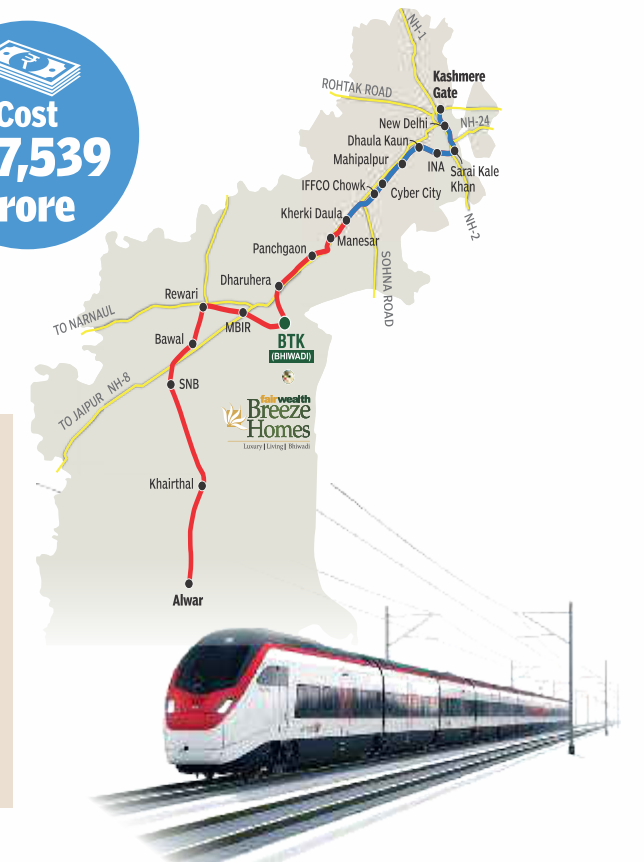 Cost
7,539
rore
NH-1
Kashmere
Gate
ROHTAK ROAD
New Delhi
NH-24
Dhaula Kaun
Mahipalpur
INA
Sarai Kale
Khan
IFFCO Chowk
Cyber City
Kherki Daula
NH-2
Manesar
Panchgaon
SOHNA ROAD
Dharuhera
Rewari
TO NARNAUL
MBIR
BTK
(BHIWADI)
Bawal
SNB
TO JAIPUR NH-8
fairwealth
Breeze
Homes
Luxury | Living | Bhiwadi
Khairthal
Alwar